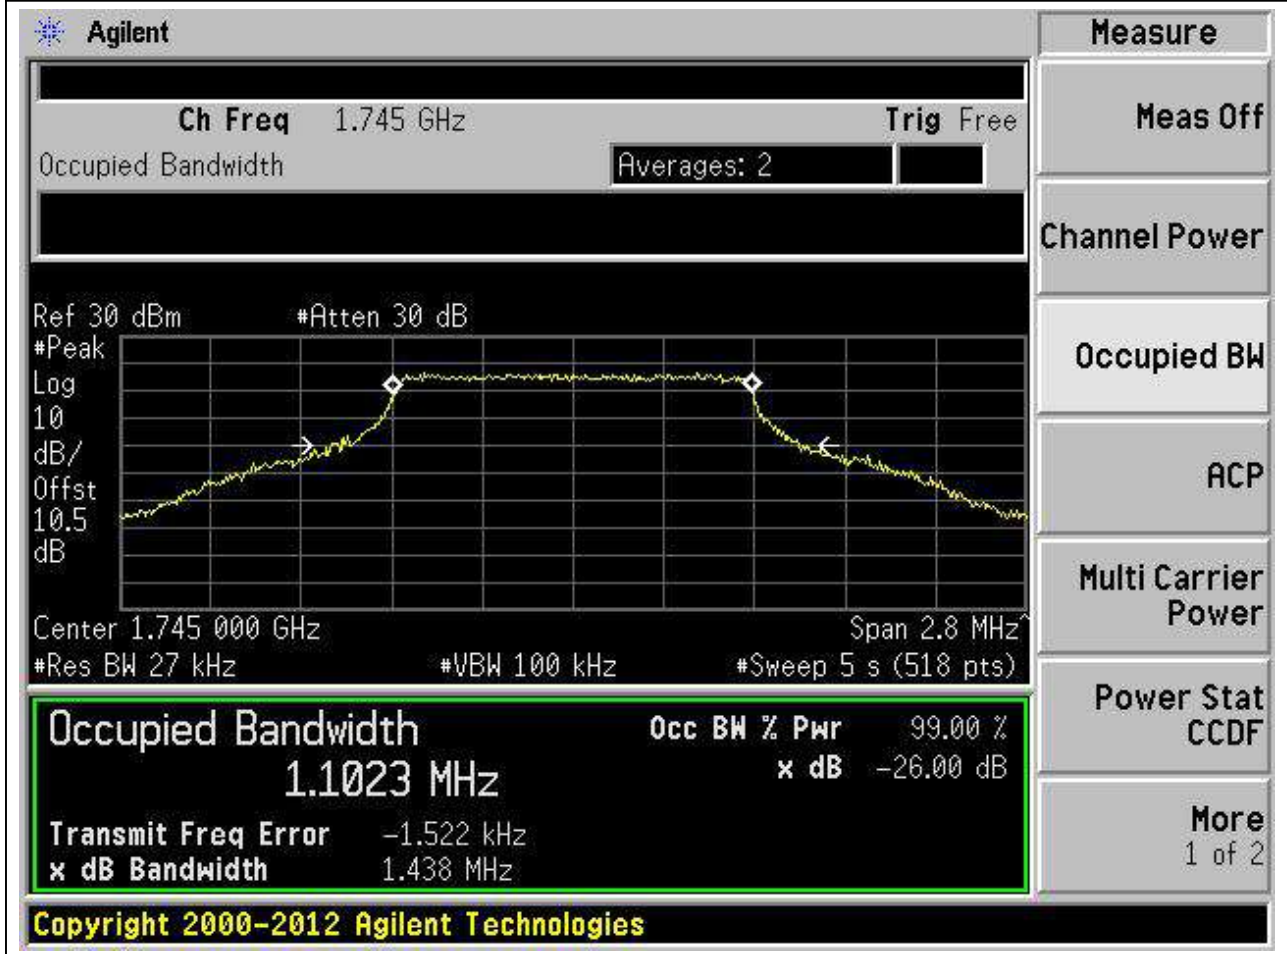 Agilent
Measure
Ch Freq 1.745 GHz Trig Free
Occupied Bandwidth Averages: 2
Meas Off
Channel Power
Occupied BW
ACP
Multi Carrier
Power
Power Stat
CCDF
More
1 of 2
Ref 30 dBm #Atten 30 dB
#Peak
Log
10
dB/
Offst
10.5
dB
Center 1.745 000 GHz Span 2.8 MHz^
#Res BW 27 kHz #VBW 100 kHz #Sweep 5 s (518 pts)
Occupied Bandwidth Occ BW % Pwr 99.00 %
1.1023 MHz x dB -26.00 dB
Transmit Freq Error -1.522 kHz
x dB Bandwidth 1.438 MHz
Copyright 2000-2012 Agilent Technologies